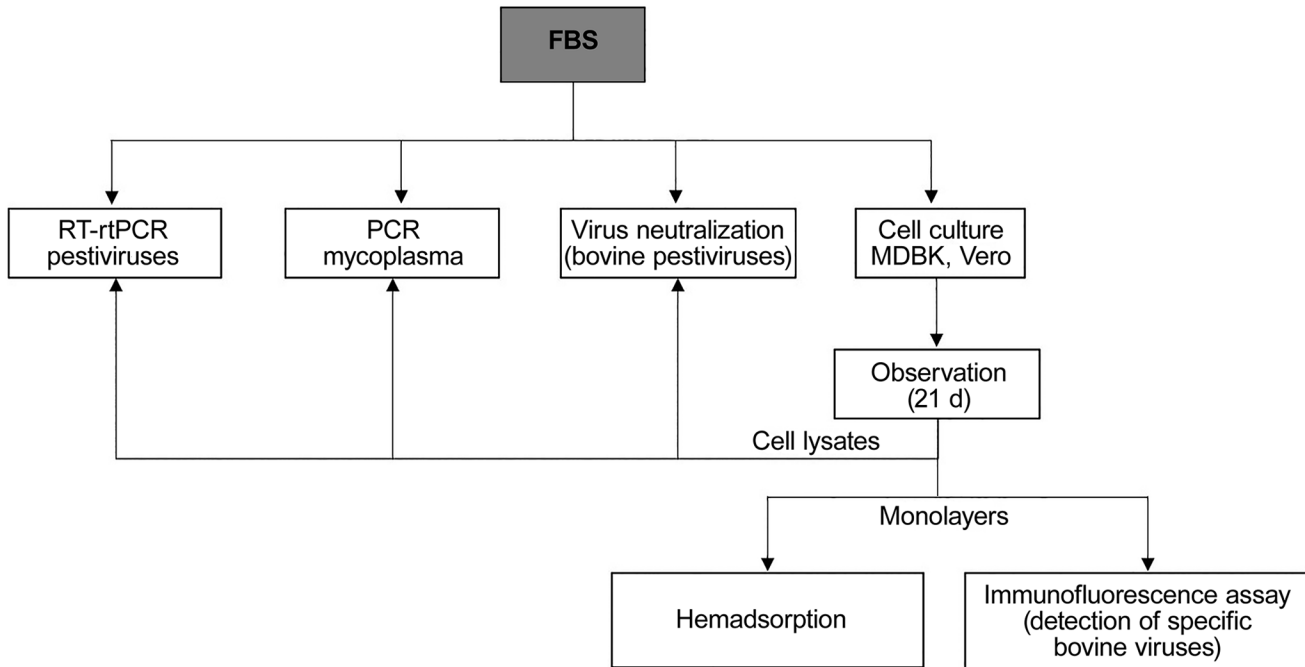 FBS
RT-rtPCR
pestiviruses
PCR
mycoplasma
Virus neutralization
(bovine pestiviruses)
Cell culture
MDBK, Vero
Observation
(21 d)
Cell lysates
Monolayers
Hemadsorption
Immunofluorescence assay
(detection of specific
bovine viruses)